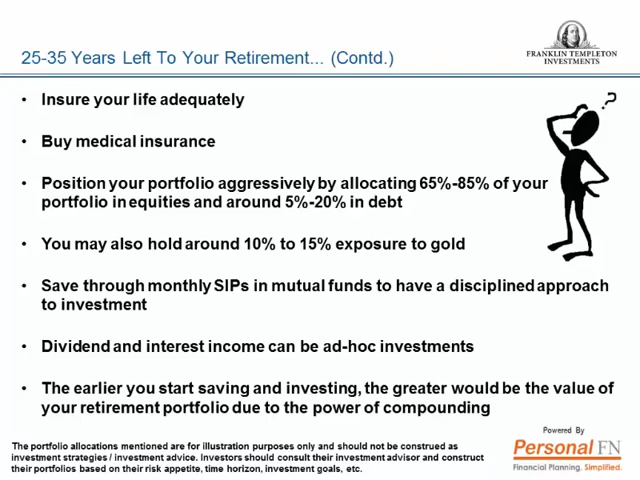 25-35 Years Left To Your Retirement... (Contd.)
FRANKLIN TEMPLETON
INVESTMENTS
• Insure your life adequately
• Buy medical insurance
?
• Position your portfolio aggressively by allocating 65%-85% of your
portfolio in equities and around 5%-20% in debt
• You may also hold around 10% to 15% exposure to gold
• Save through monthly SIPs in mutual funds to have a disciplined approach
to investment
• Dividend and interest income can be ad-hoc investments
• The earlier you start saving and investing, the greater would be the value of
your retirement portfolio due to the power of compounding
The portfolio allocations mentioned are for illustration purposes only and should not be construed as
investment strategies / investment advice. Investors should consult their investment advisor and construct
their portfolios based on their risk appetite, time horizon, investment goals, etc.
Powered By
Personal FN
Financial Planning. Simplified.